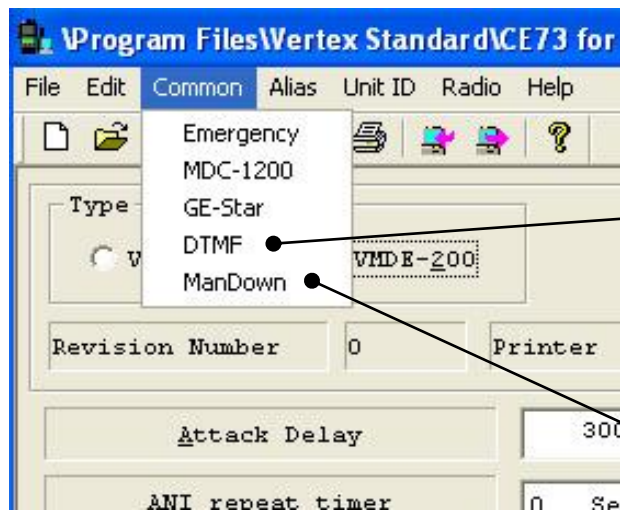 \Program Files\Vertex Standard\CE73 for
File Edit Common Alias Unit ID Radio Help
Emergency
MDC-1200
GE-Star
DTMF
ManDown
Type
V
VMDE-200
Revision Number 0 Printer
Attack Delay 300
ANI repeat timer 0 Se